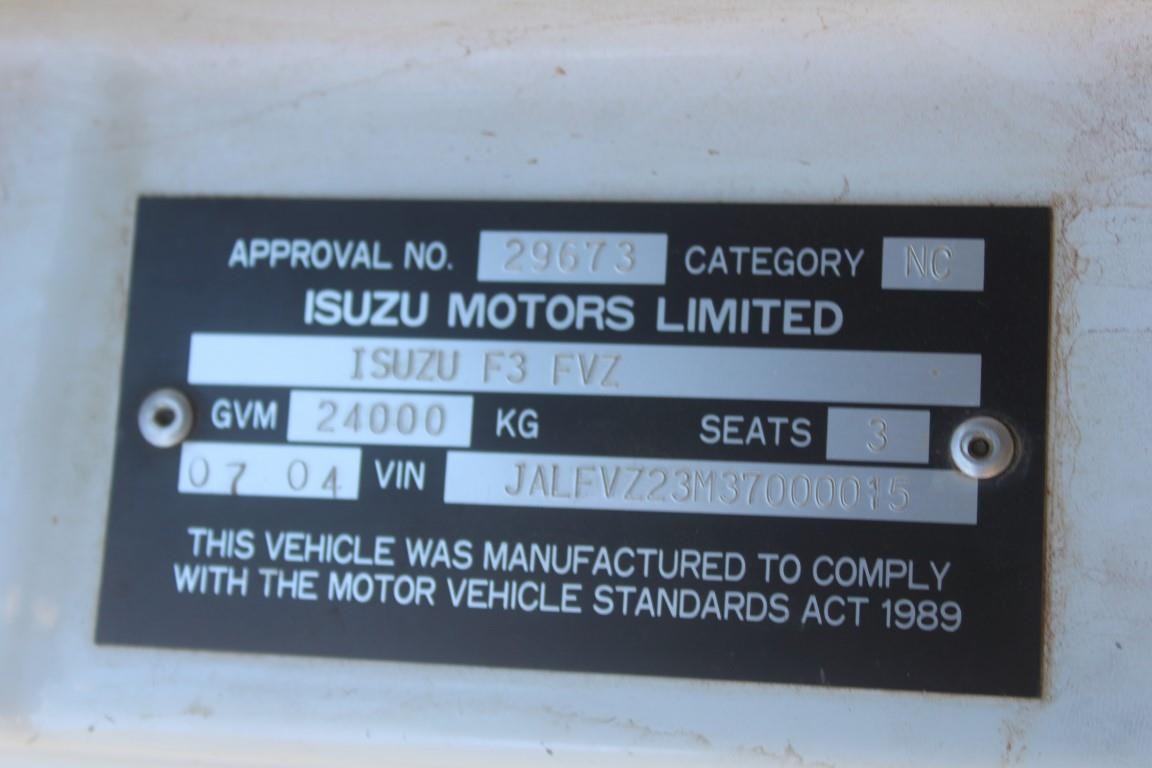 APPROVAL NO. 29673 CATEGORY NC
ISUZU MOTORS LIMITED
ISUZU F3 FVZ
GVM 24000 KG SEATS 3
07 04 VIN JALFVZ23M37000015
THIS VEHICLE WAS MANUFACTURED TO COMPLY
WITH THE MOTOR VEHICLE STANDARDS ACT 1989